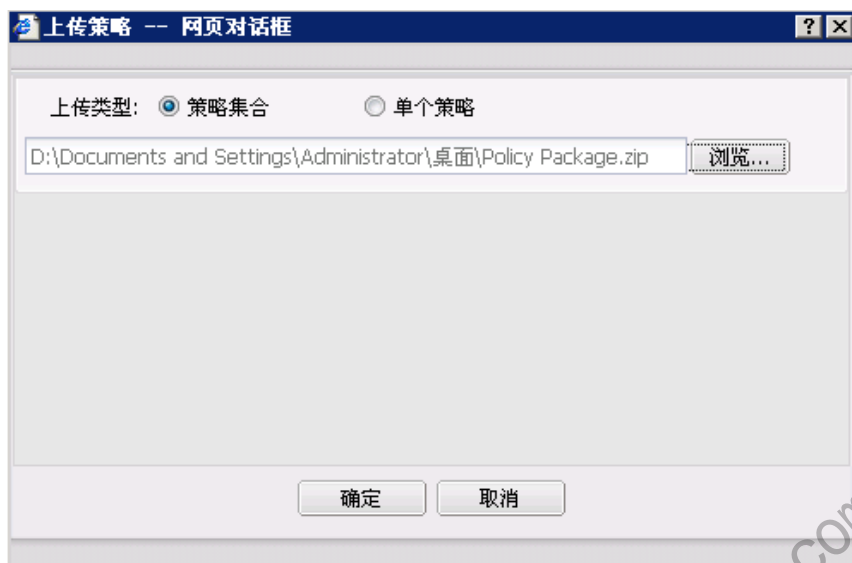 上传策略 -- 网页对话框
上传类型: 策略集合 单个策略
D:\Documents and Settings\Administrator\桌面\Policy Package.zip 浏览...
确定 取消
com